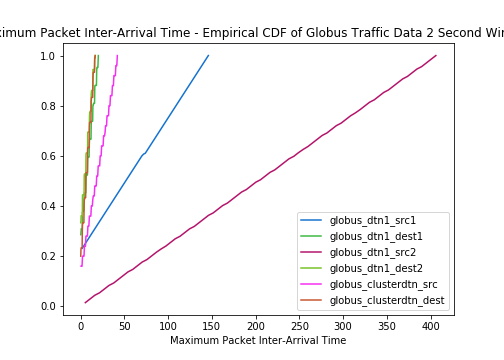 ximum Packet Inter-Arrival Time - Empirical CDF of Globus Traffic Data 2 Second Win
1.0
0.8
0.6
0.4
0.2
0.0
globus_dtn1_src1
globus_dtn1_dest1
globus_dtn1_src2
globus_dtn1_dest2
globus_clusterdtn_src
globus_clusterdtn_dest
0 50 100 150 200 250 300 350 400
Maximum Packet Inter-Arrival Time